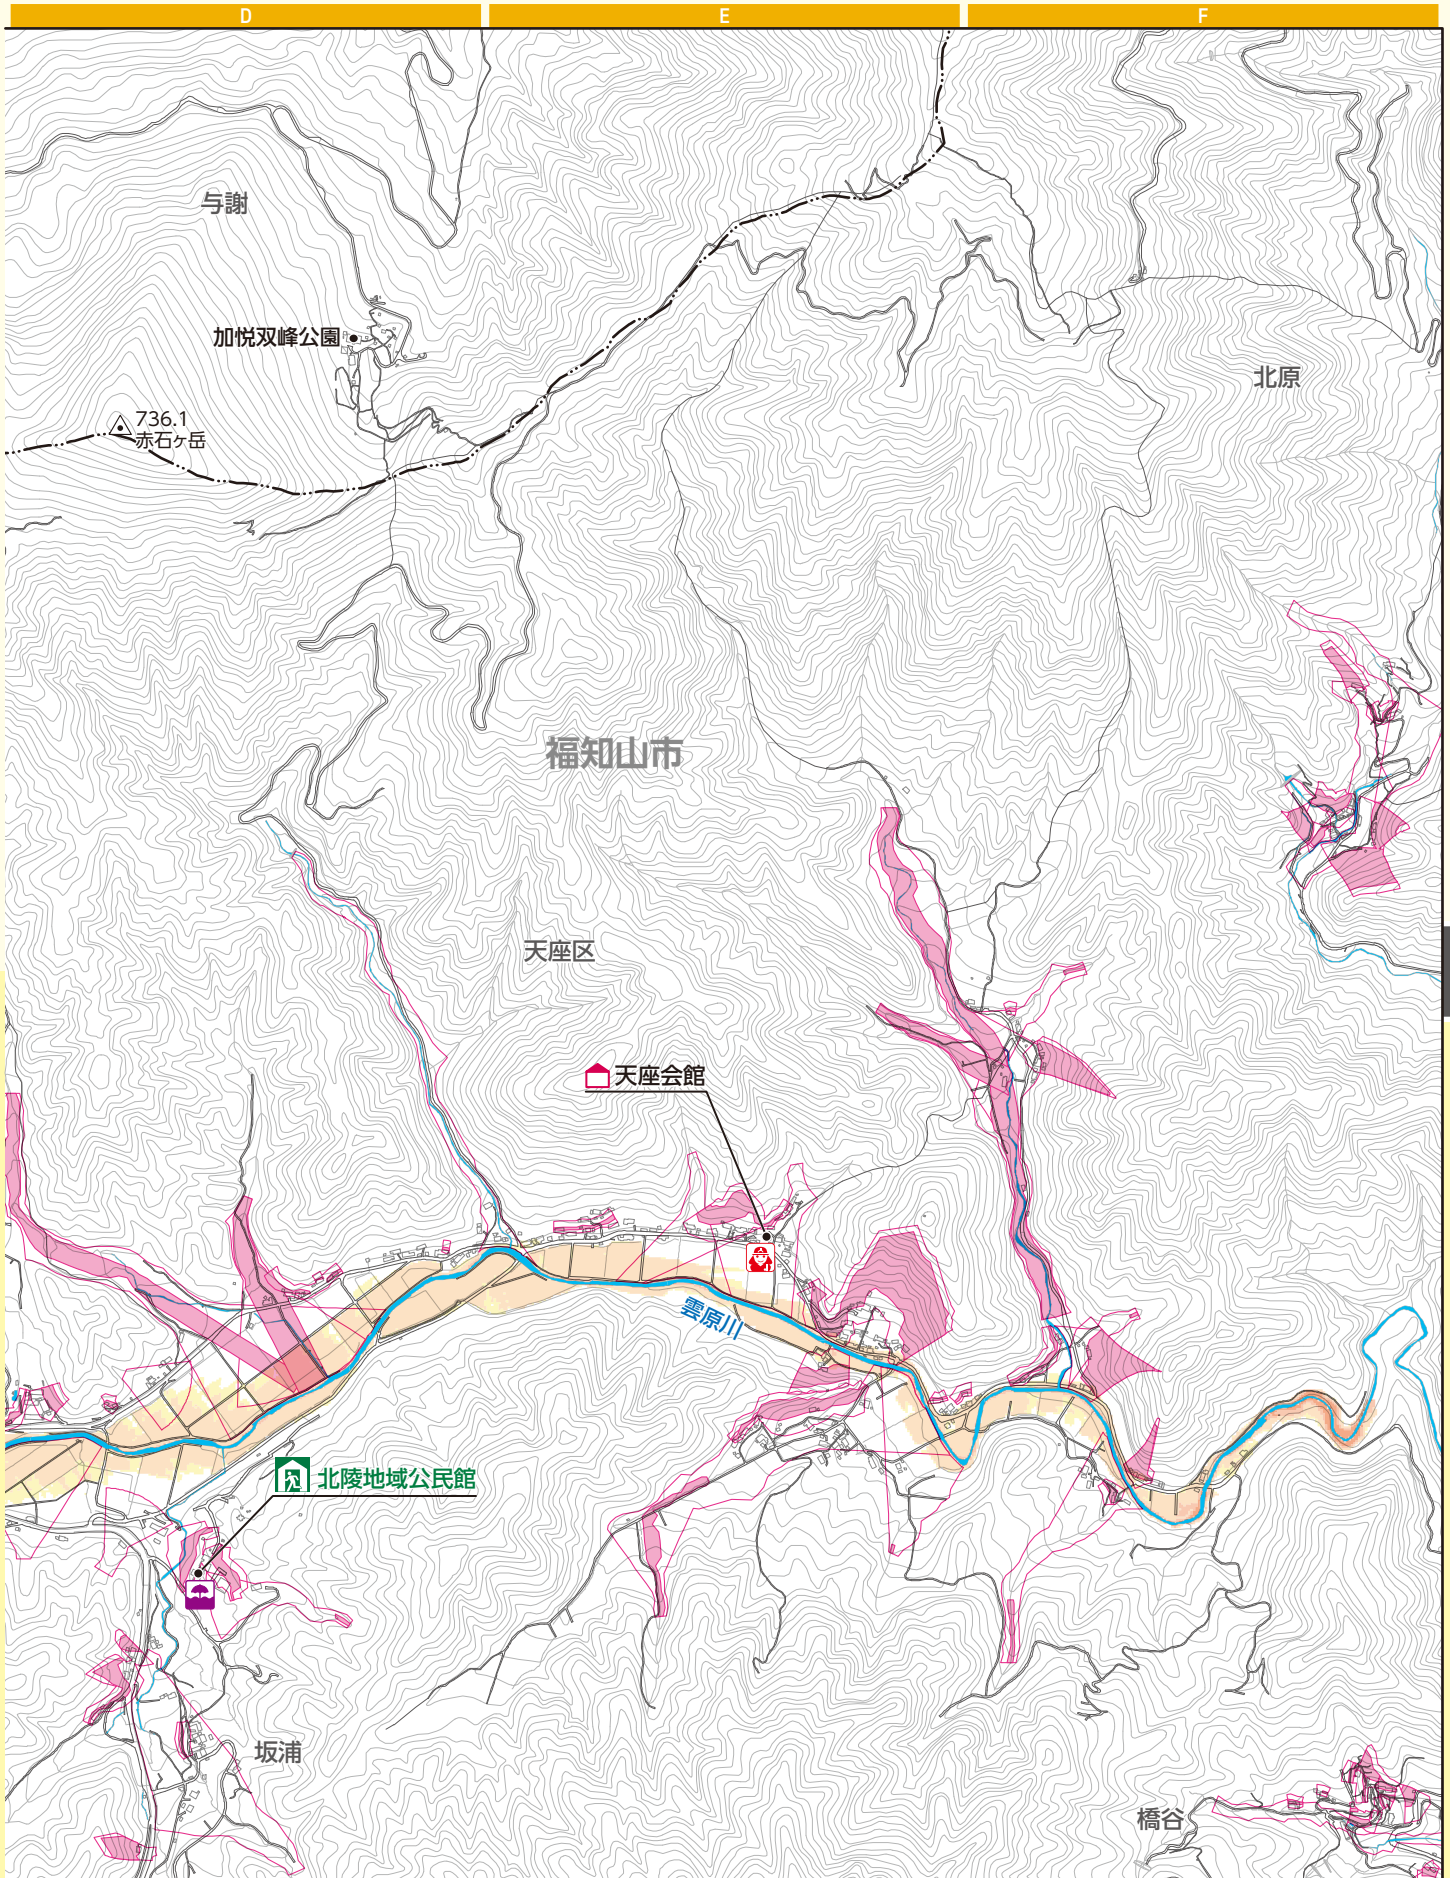 D E F
与謝
加悦双峰公園
736.1
赤石ヶ岳
北原
福知山市
天座区
天座会館
雲原川
北陵地域公民館
坂浦
橋谷